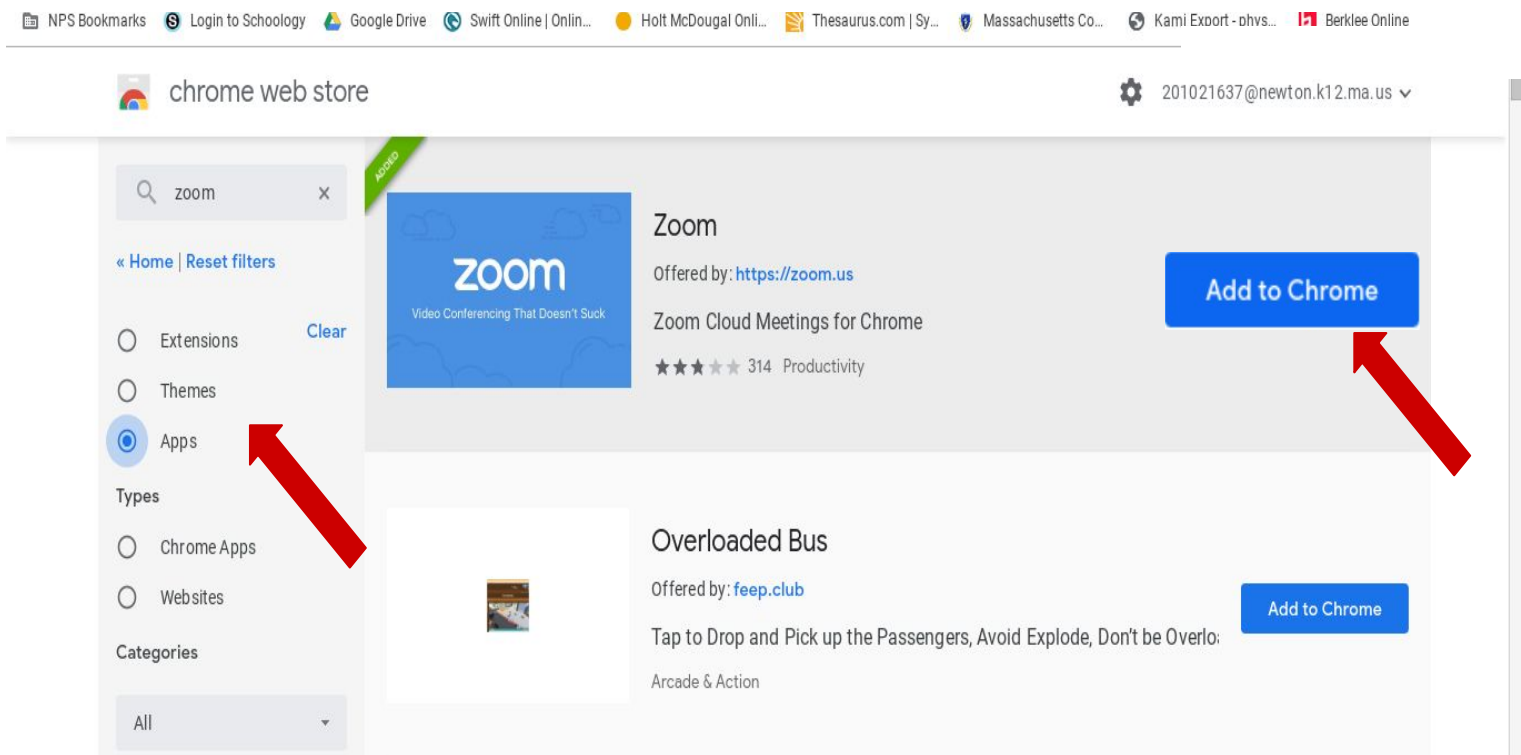 NPS Bookmarks Login to Schoology Google Drive Swift Online | Onlin... Holt McDougal Onli... Thesaurus.com | Sy... Massachusetts Co... Kami Export - phys... Berklee Online
chrome web store
201021637@newton.k12.ma.us
zoom
« Home | Reset filters
Extensions Clear
Themes
Apps
Types
Chrome Apps
Websites
Categories
All
ADDED
zoom
Video Conferencing That Doesn't Suck
Zoom
Offered by: https://zoom.us
Zoom Cloud Meetings for Chrome
314 Productivity
Add to Chrome
Overloaded Bus
Offered by: feep.club
Tap to Drop and Pick up the Passengers, Avoid Explode, Don't be Overlo
Arcade & Action
Add to Chrome